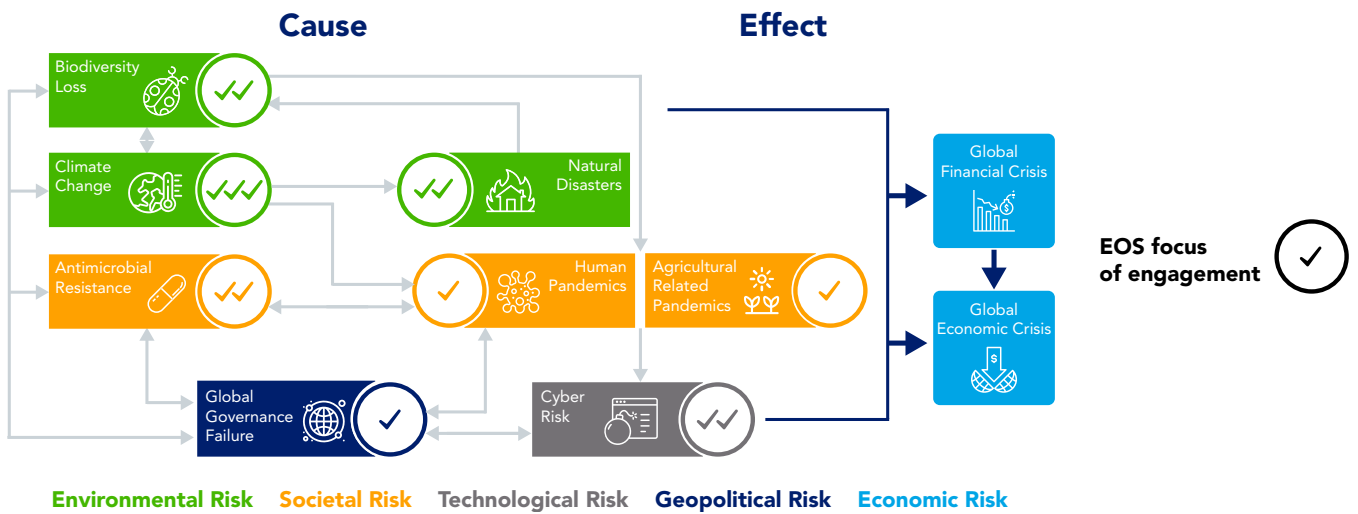 Cause
Effect
Biodiversity
Loss
Climate
Change
Natural
Disasters
Global
Financial Crisis
$
EOS focus
of engagement
Antimicrobial
Resistance
Human
Pandemics
Agricultural
Related
Pandemics
Global
Economic Crisis
$
Global
Governance
Failure
Cyber
Risk
Environmental Risk
Societal Risk
Technological Risk
Geopolitical Risk
Economic Risk